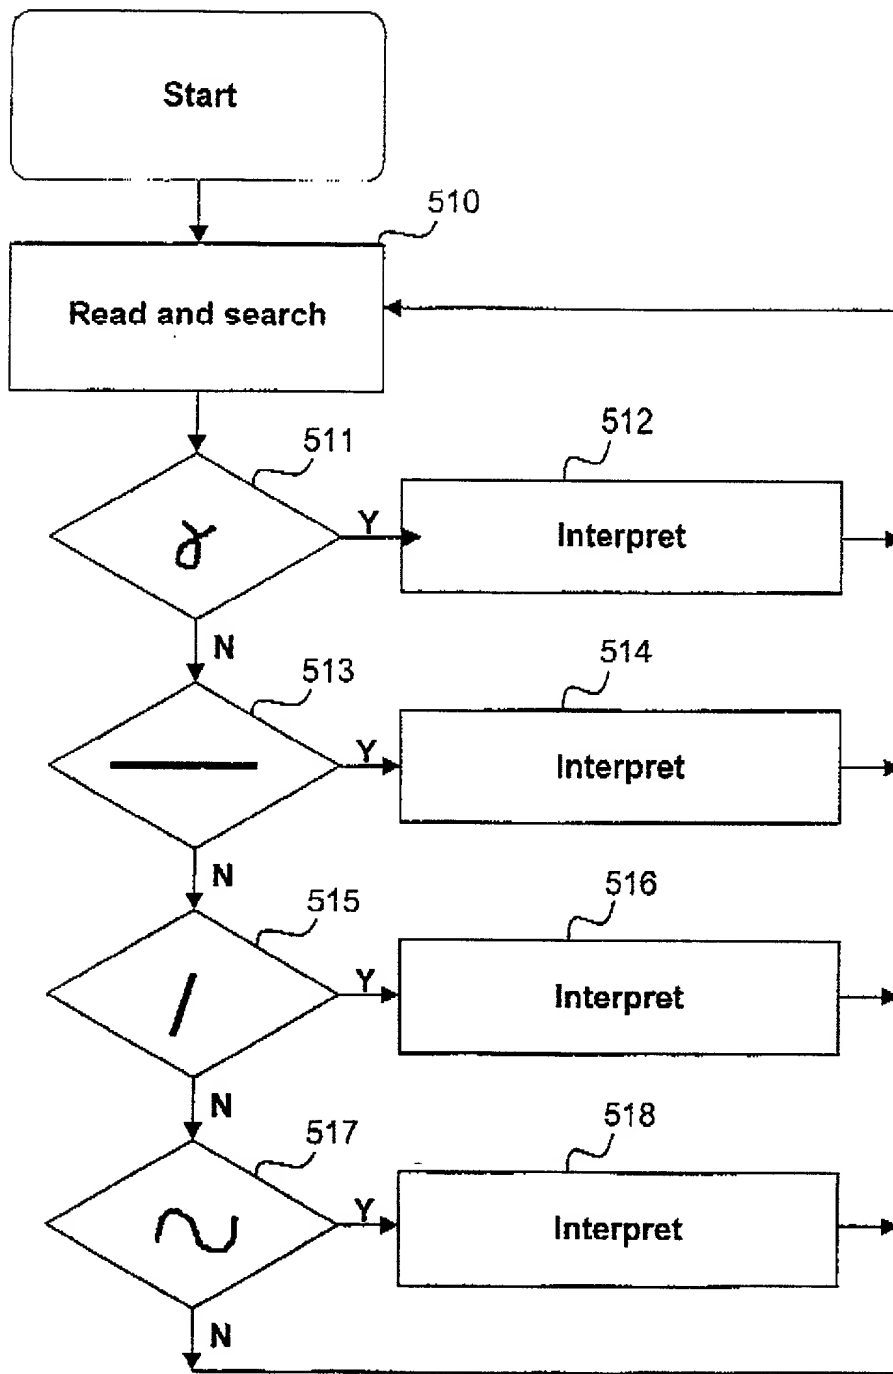 Start
510
Read and search
511
512
Y
Interpret
N
513
514
Y
Interpret
N
515
516
Y
Interpret
N
517
518
Y
Interpret
N